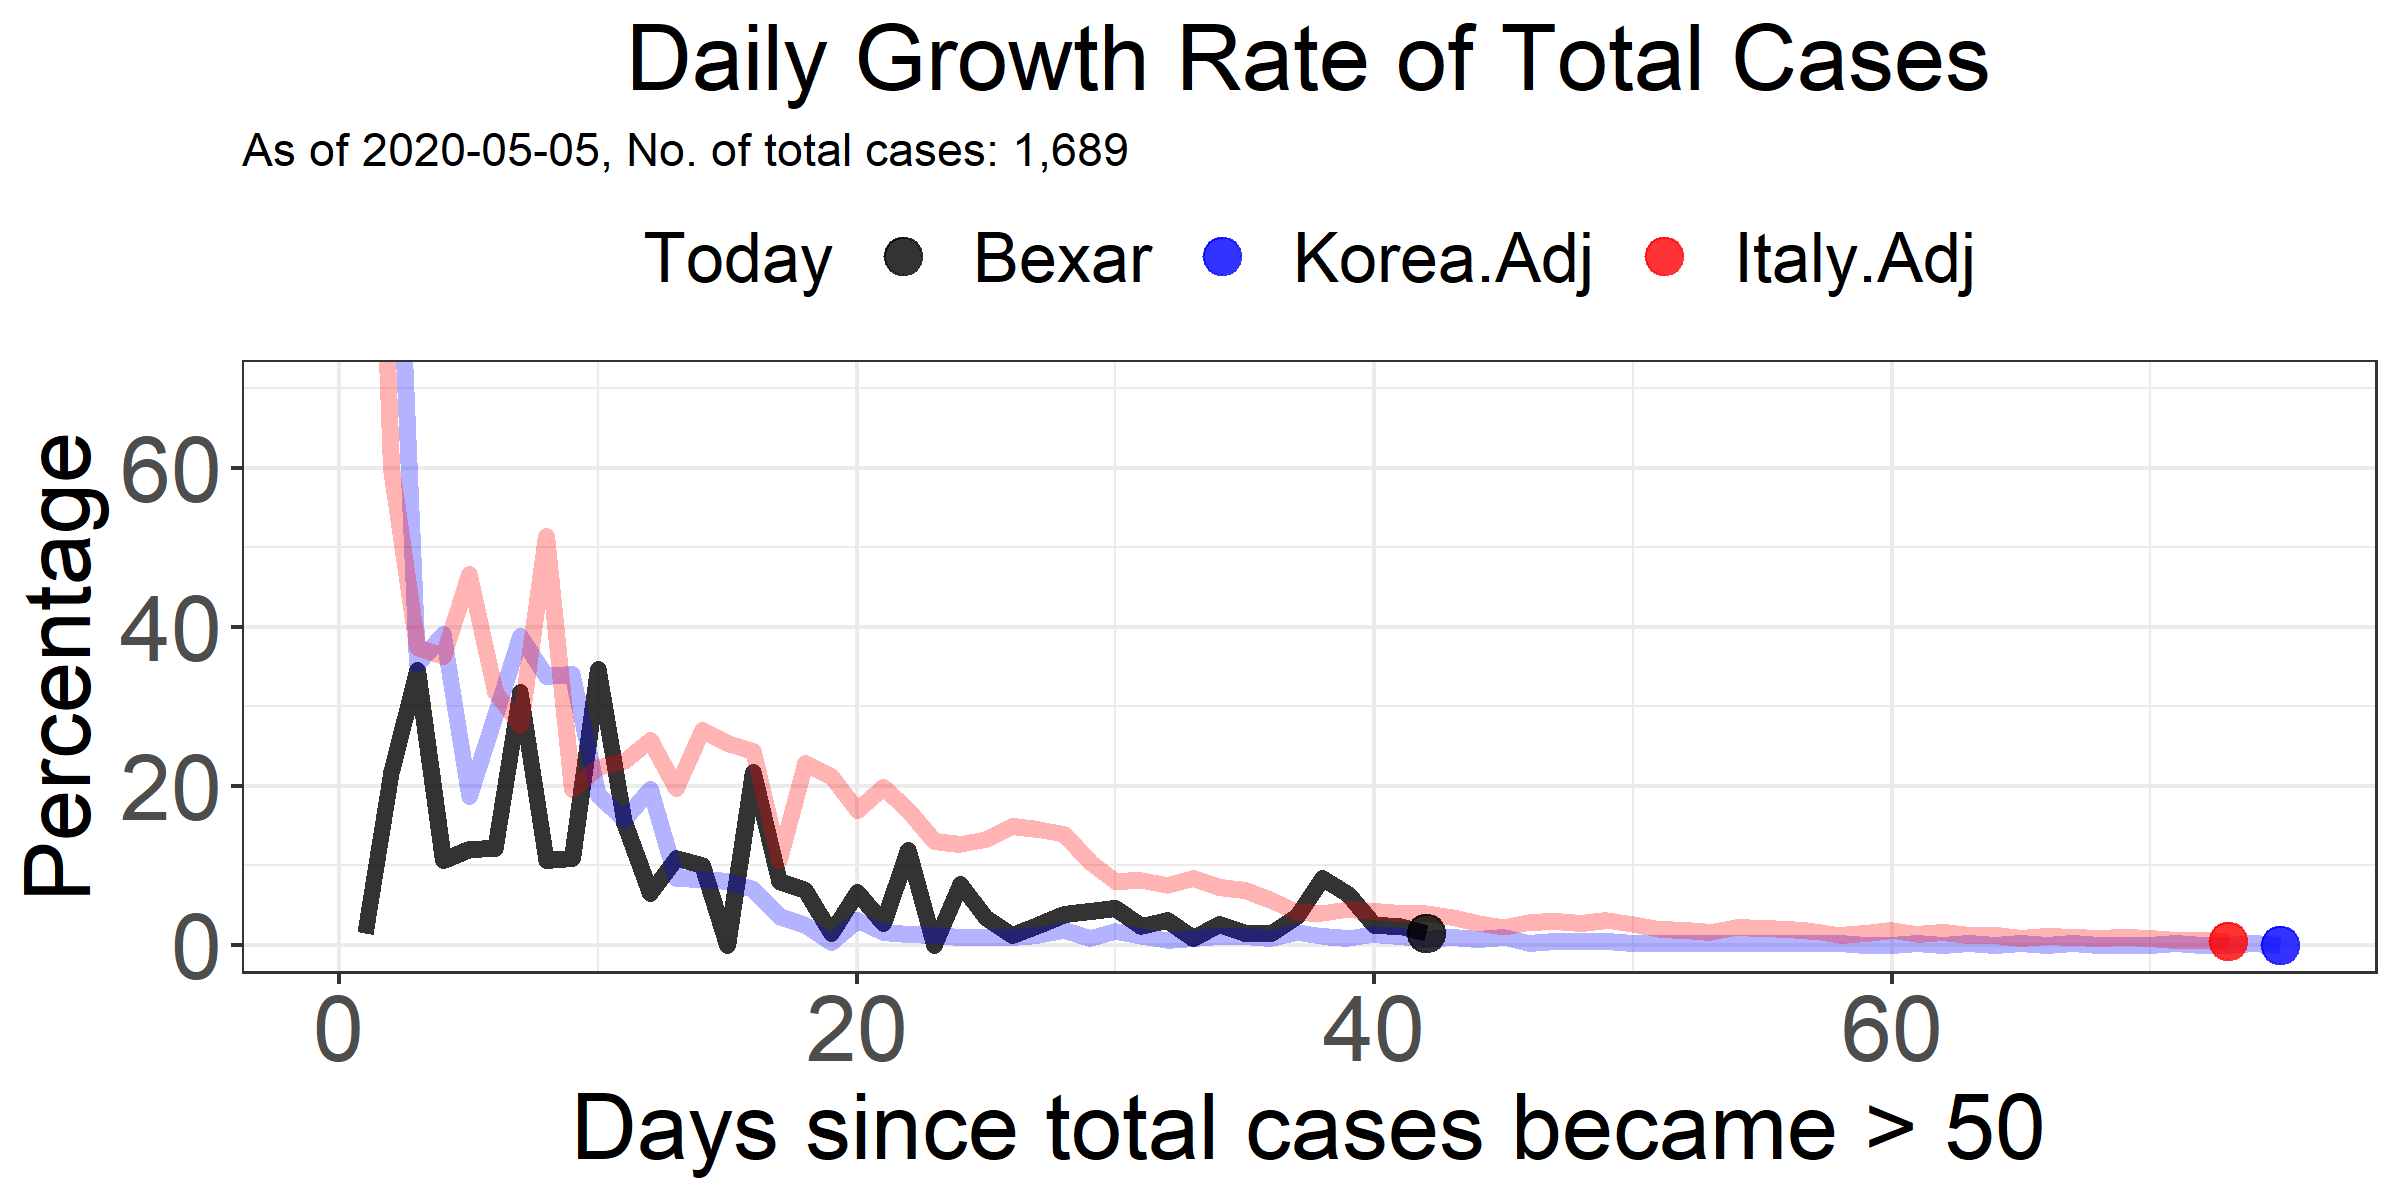 Daily Growth Rate of Total Cases
As of 2020-05-05, No. of total cases: 1,689
Today Bexar Korea.Adj Italy.Adj
Percentage
60
40
20
0
0 20 40 60
Days since total cases became > 50